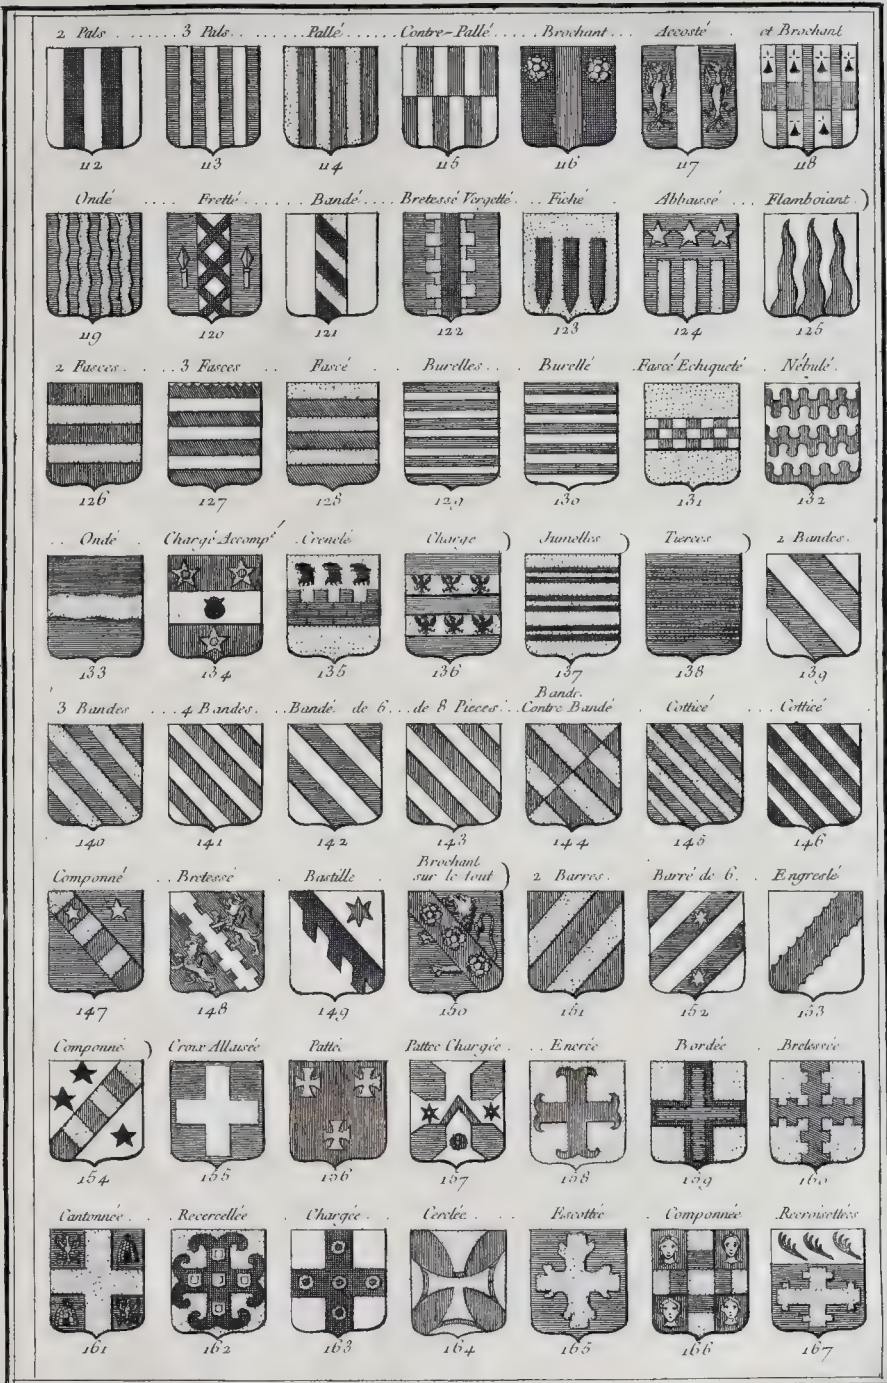 2 Pals . . . . . . . . 3 Pals . . . . . . . . Pallé . . . . . Contre-Pallé . . . . . Brochant . . . Accosté . et Brochant
112 113 114 115 116 117 118
Ondé . . . . Fretté . . . . . . . Bandé . . . . Bretessé Vergetté . . Fiché . Abbaissé . . . Flamboiant )
119 120 121 122 123 124 125
2 Fasces . . . 3 Fasces . . Fascé . . Burelles . . Burellé . Fascé Echiqueté . Nébulé .
126 127 128 129 130 131 132
. . Ondé . Chargé Accompé . Crenelé . Charge ) Jumelles ) Tierces ) 2 Bandes .
133 134 135 136 137 138 139
3 Bandes . . . 4 Bandes . . Bandé de 6 . . . de 8 Pieces . . Bande. Contre Bandé . Cotticé . . . Cotticé
140 141 142 143 144 145 146
Componné . . Bretessé . Bastille . Brochant sur le tout ) 2 Barres . Barré de 6 . Engreslé
147 148 149 150 151 152 153
Componné ) Croix Allaisée . Pattée . Pattée Chargée . . . Encrée . Bordée . Bretessée
154 155 156 157 158 159 160
Cantonnée . . Recercellée . Chargée . Cerclée . . . Escottée . Componnée . Recroisettées
161 162 163 164 165 166 167